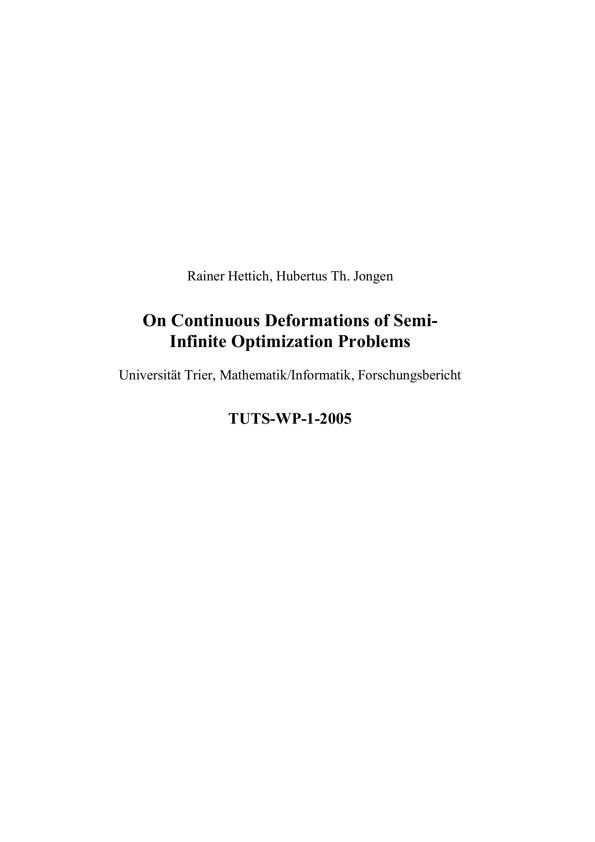 Rainer Hettich, Hubertus Th. Jongen
On Continuous Deformations of Semi-
Infinite Optimization Problems
Universität Trier, Mathematik/Informatik, Forschungsbericht
TUTS-WP-1-2005